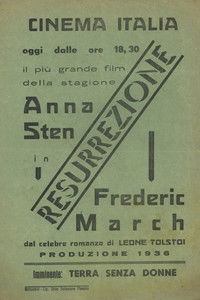 CINEMA ITALIA
oggi dalle ore 18,30
il più grande film
della stagione
Anna
Sten
in
RESURREZIONE
Frederic
March
dal celebre romanzo di LEONE TOLSTOI
PRODUZIONE 1936
Imminente: TERRA SENZA DONNE